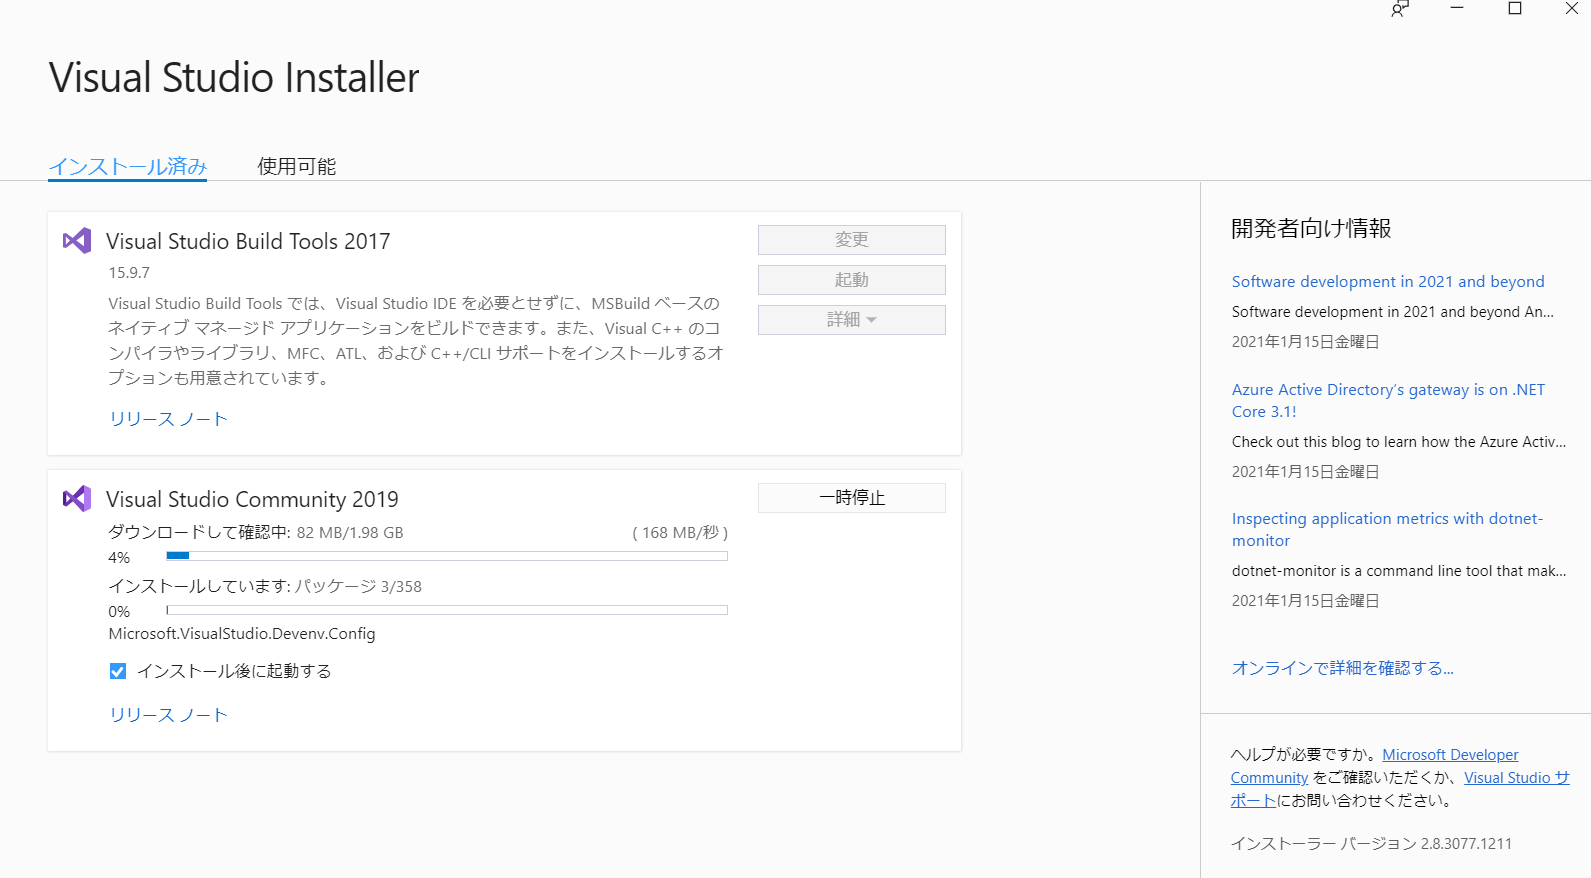 Visual Studio Installer
インストール済み
使用可能
Visual Studio Build Tools 2017
15.9.7
Visual Studio Build Tools では、Visual Studio IDE を必要とせずに、MSBuild ベースの
ネイティブ マネージド アプリケーションをビルドできます。また、Visual C++ のコ
ンパイラやライブラリ、MFC、ATL、および C++/CLI サポートをインストールするオ
プションも用意されています。
リリース ノート
変更
起動
詳細
Visual Studio Community 2019
ダウンロードして確認中: 82 MB/1.98 GB
( 168 MB/秒 )
4%
インストールしています: パッケージ 3/358
0%
Microsoft.VisualStudio.Devenv.Config
インストール後に起動する
リリース ノート
一時停止
開発者向け情報
Software development in 2021 and beyond
Software development in 2021 and beyond An...
2021年1月15日金曜日
Azure Active Directory’s gateway is on .NET
Core 3.1!
Check out this blog to learn how the Azure Activ...
2021年1月15日金曜日
Inspecting application metrics with dotnet-
monitor
dotnet-monitor is a command line tool that mak...
2021年1月15日金曜日
オンラインで詳細を確認する...
ヘルプが必要ですか。Microsoft Developer
Community をご確認いただくか、Visual Studio サ
ポートにお問い合わせください。
インストーラー バージョン 2.8.3077.1211